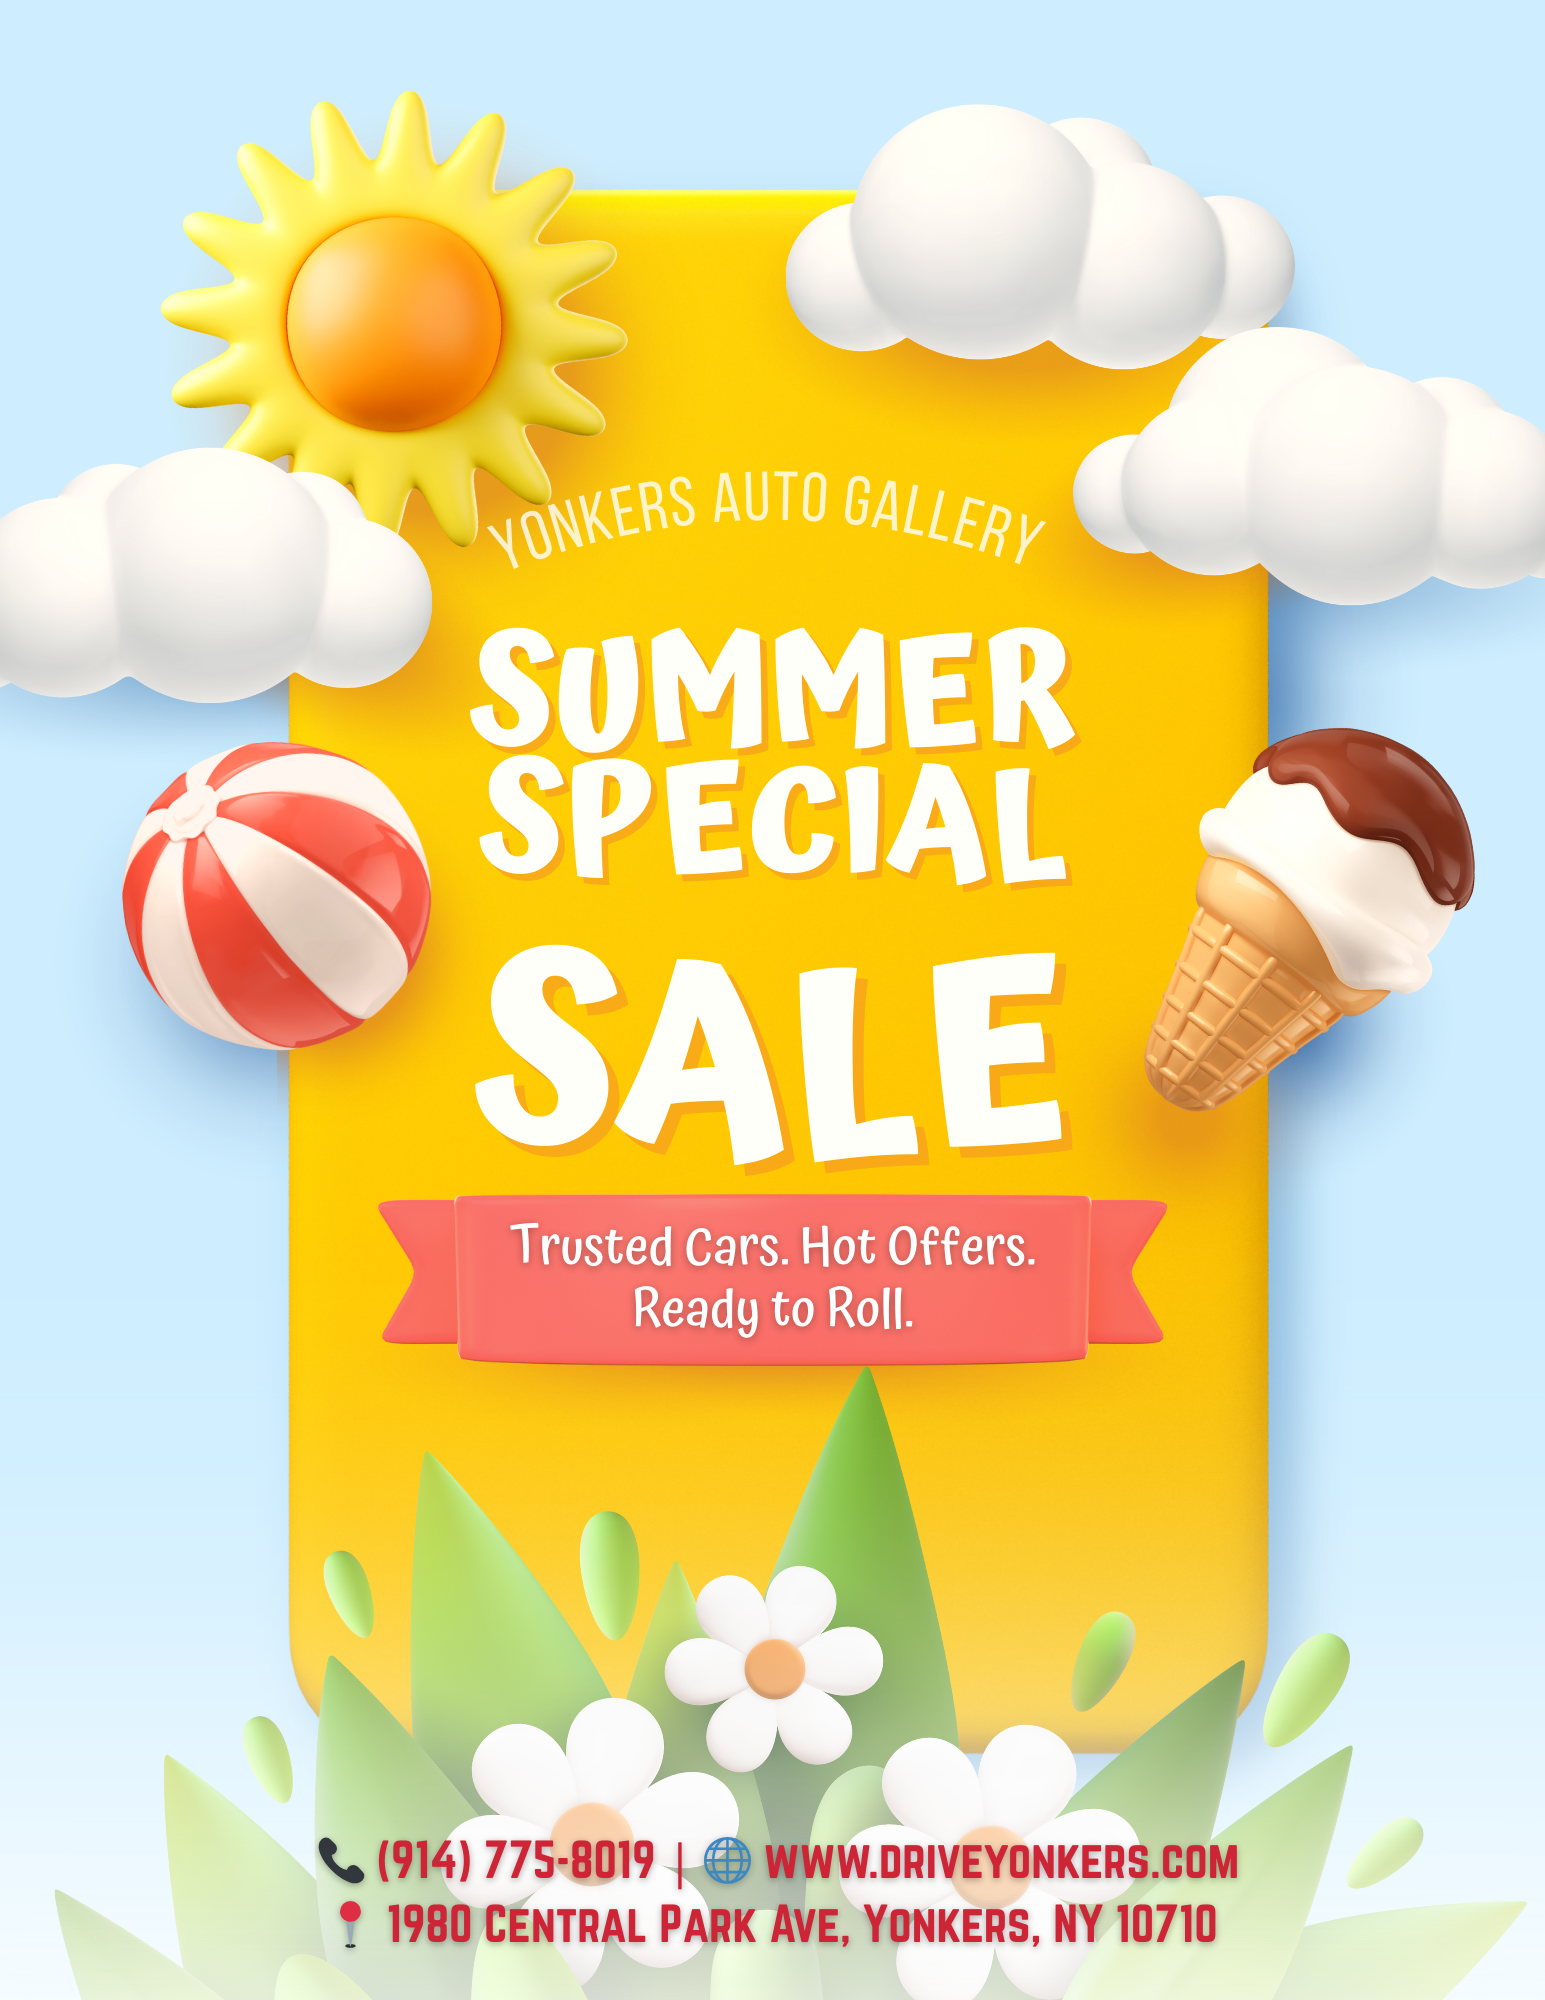 YONKERS AUTO GALLERY
SUMMER
SPECIAL
SALE
Trusted Cars. Hot Offers.
Ready to Roll.
(914) 775-8019 | www.driveyonkers.com
1980 Central Park Ave, Yonkers, NY 10710